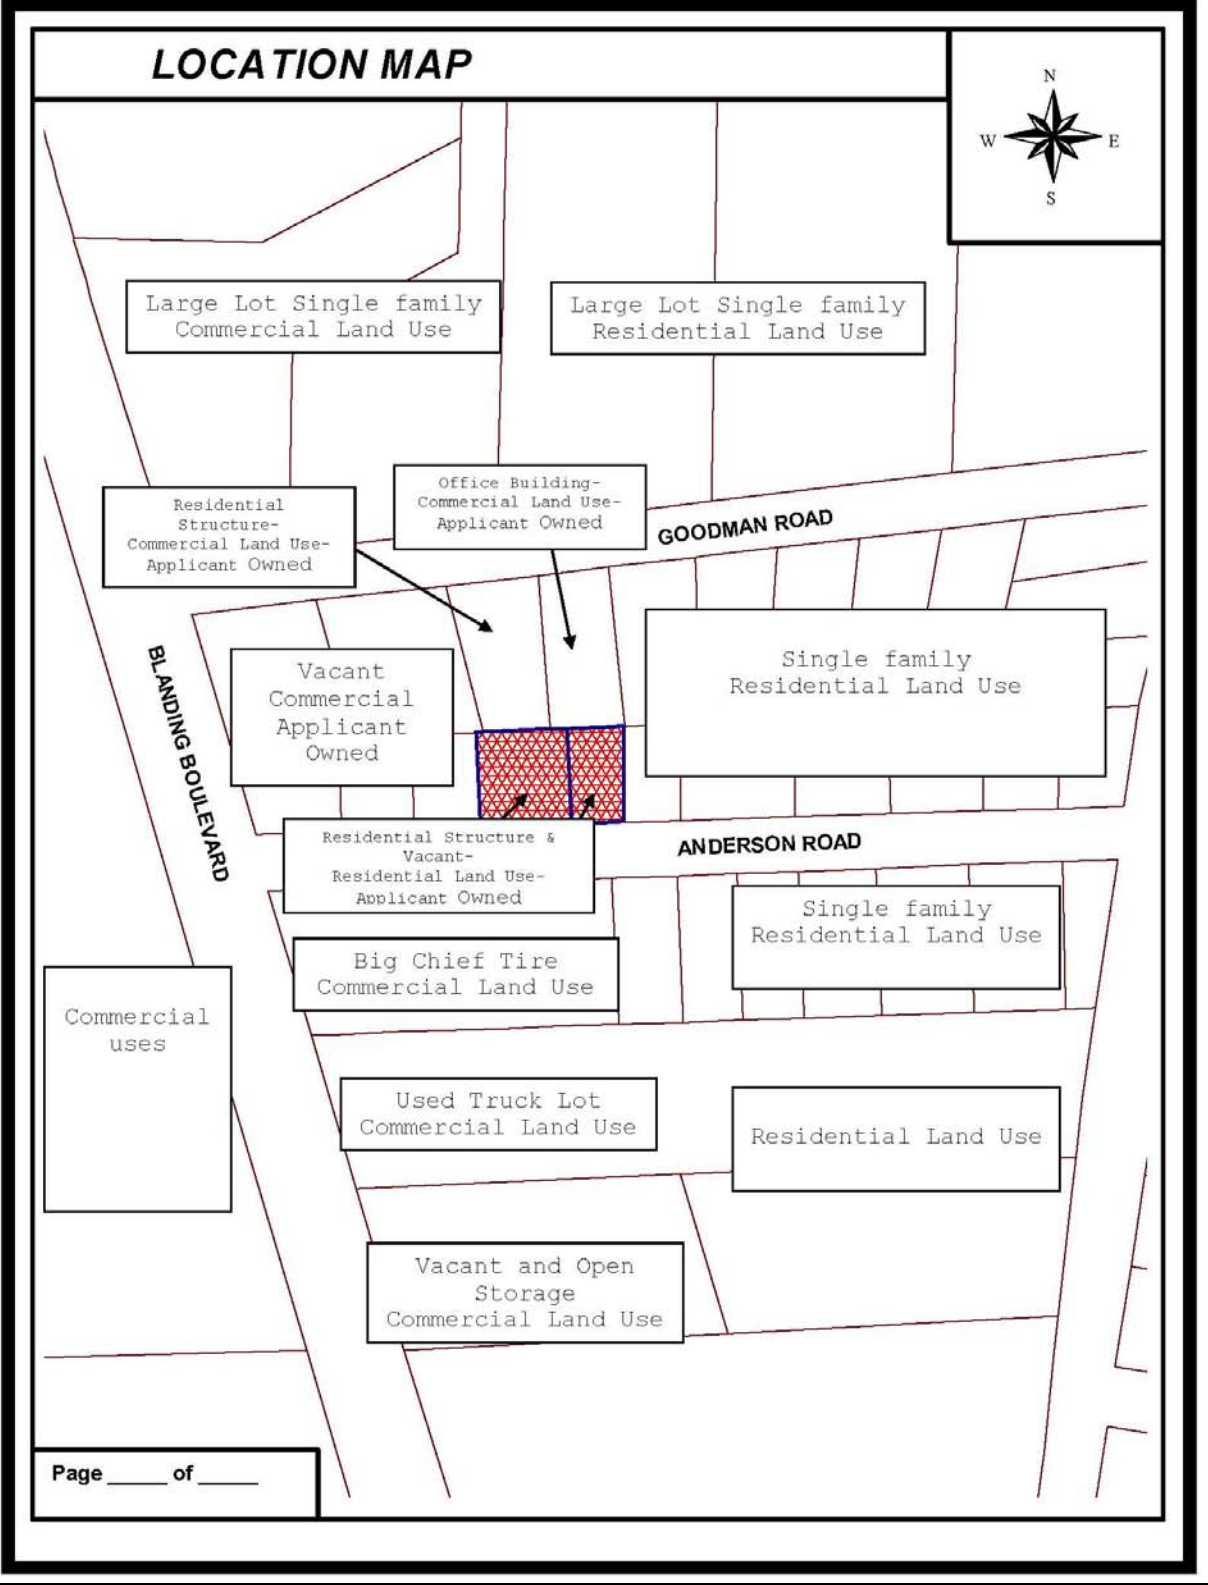 LOCATION MAP
N
W
E
S
Large Lot Single family
Commercial Land Use
Large Lot Single family
Residential Land Use
Office Building-
Commercial Land Use-
Applicant Owned
Residential
Structure-
Commercial Land Use-
Applicant Owned
GOODMAN ROAD
Vacant
Commercial
Applicant
Owned
Single family
Residential Land Use
BLANDING BOULEVARD
Residential Structure &
Vacant-
Residential Land Use-
Applicant Owned
ANDERSON ROAD
Single family
Residential Land Use
Big Chief Tire
Commercial Land Use
Commercial
uses
Used Truck Lot
Commercial Land Use
Residential Land Use
Vacant and Open
Storage
Commercial Land Use
Page _____ of _____